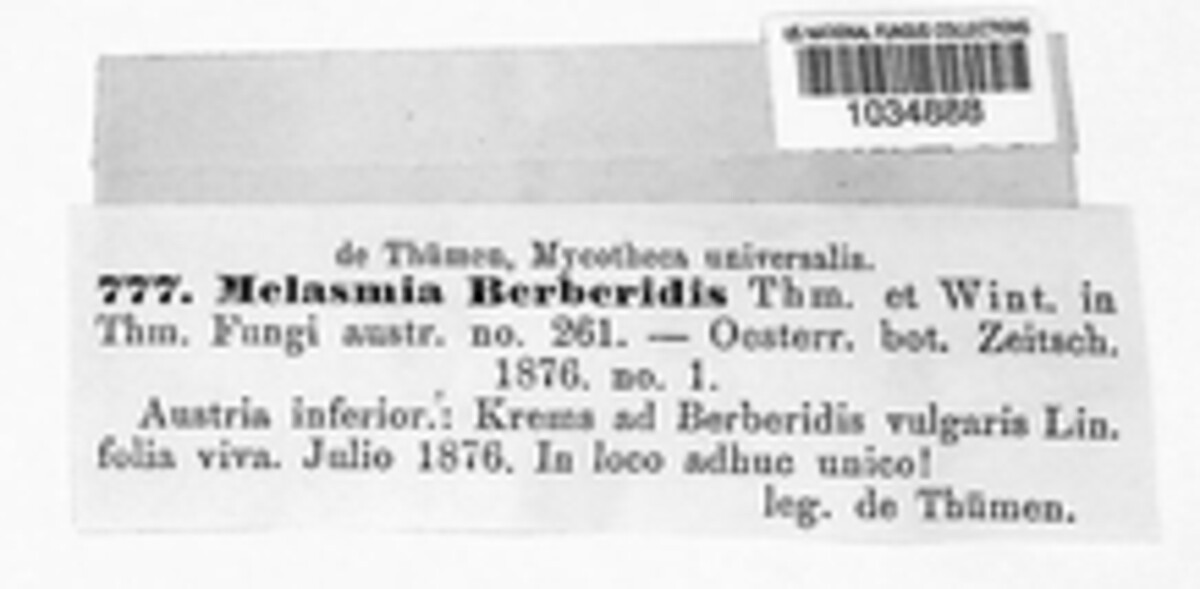 US NATIONAL FUNGUS COLLECTIONS
1034888
de Thümen, Mycotheca universalis.
777. Melasmia Berberidis Thm. et Wint. in
Thm. Fungi austr. no. 261. — Oesterr. bot. Zeitsch.
1876. no. 1.
Austria inferior.: Krems ad Berberidis vulgaris Lin.
folia viva. Julio 1876. In loco adhuc unico!
leg. de Thümen.